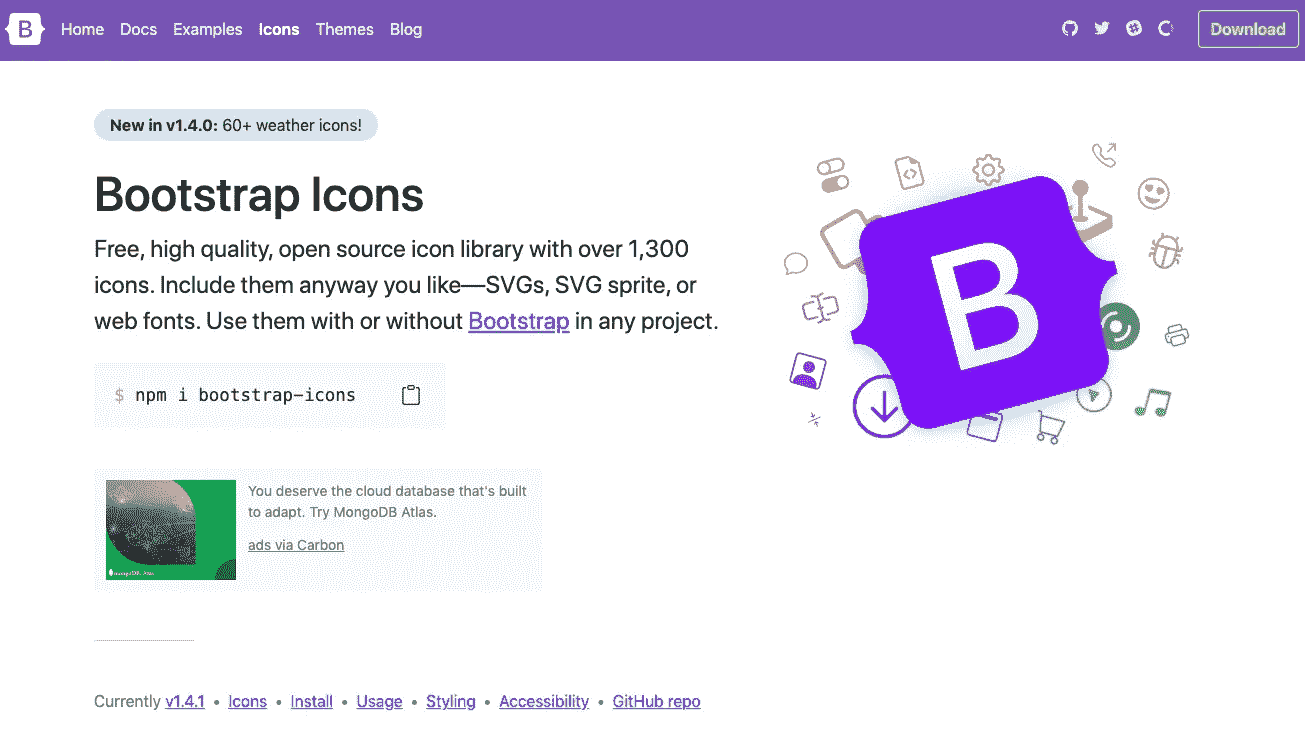 B Home Docs Examples Icons Themes Blog Download
New in v1.4.0: 60+ weather icons!
Bootstrap Icons
Free, high quality, open source icon library with over 1,300
icons. Include them anyway you like—SVGs, SVG sprite, or
web fonts. Use them with or without Bootstrap in any project.
$ npm i bootstrap-icons
B
You deserve the cloud database that's built
to adapt. Try MongoDB Atlas.
ads via Carbon
Currently v1.4.1 • Icons • Install • Usage • Styling • Accessibility • GitHub repo